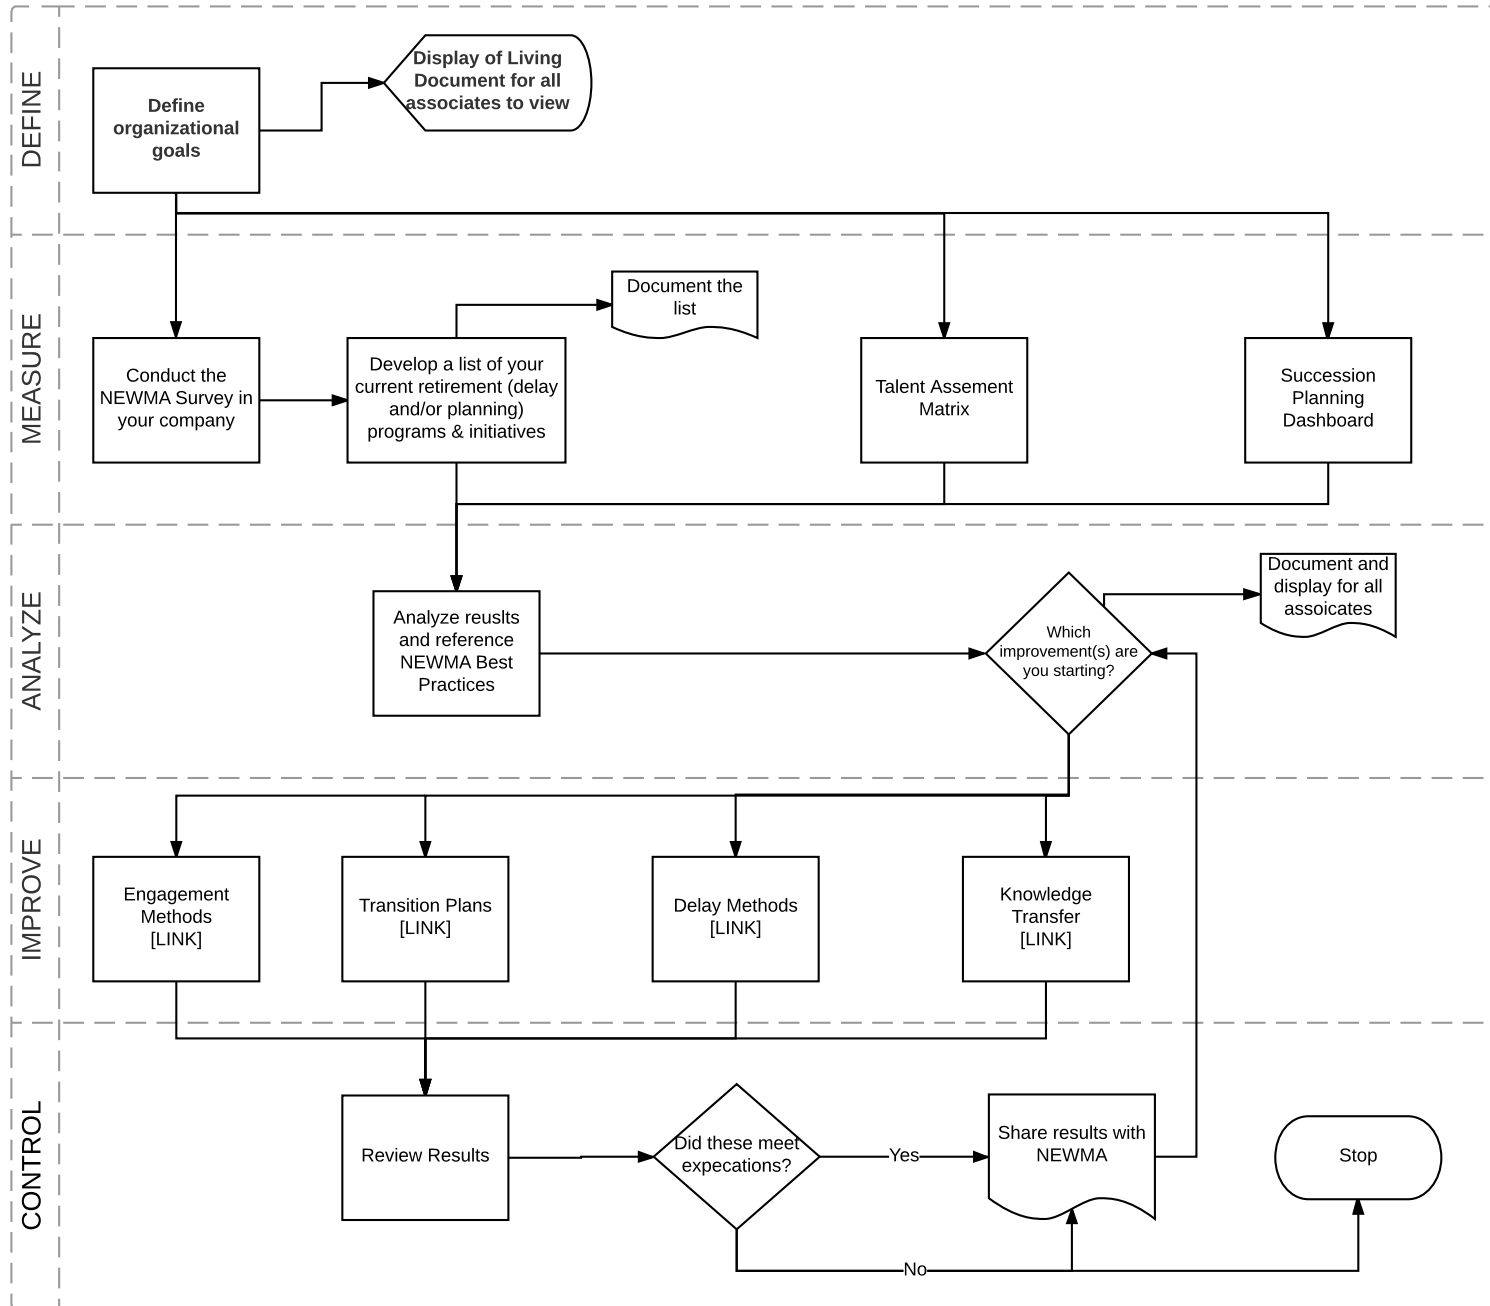 DEFINE
Define
organizational
goals
Display of Living
Document for all
associates to view
MEASURE
Document the
list
Conduct the
NEWMA Survey in
your company
Develop a list of your
current retirement (delay
and/or planning)
programs & initiatives
Talent Assement
Matrix
Succession
Planning
Dashboard
ANALYZE
Analyze reuslts
and reference
NEWMA Best
Practices
Which
improvement(s) are
you starting?
Document and
display for all
assoicates
IMPROVE
Engagement
Methods
[LINK]
Transition Plans
[LINK]
Delay Methods
[LINK]
Knowledge
Transfer
[LINK]
CONTROL
Review Results
Did these meet
expecations?
Yes
Share results with
NEWMA
Stop
No